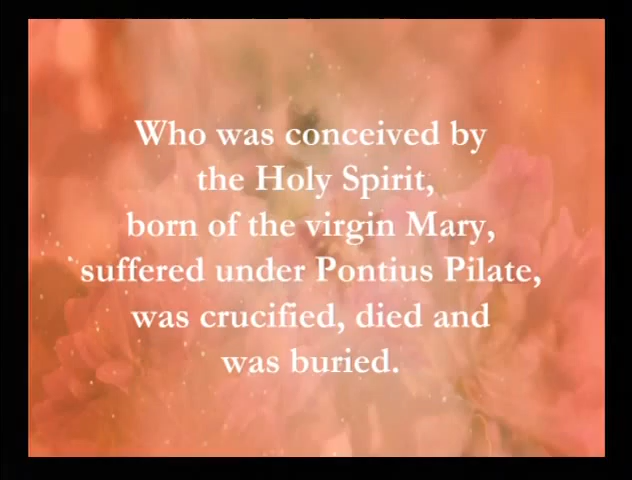 Who was conceived by
the Holy Spirit,
born of the virgin Mary,
suffered under Pontius Pilate,
was crucified, died and
was buried.